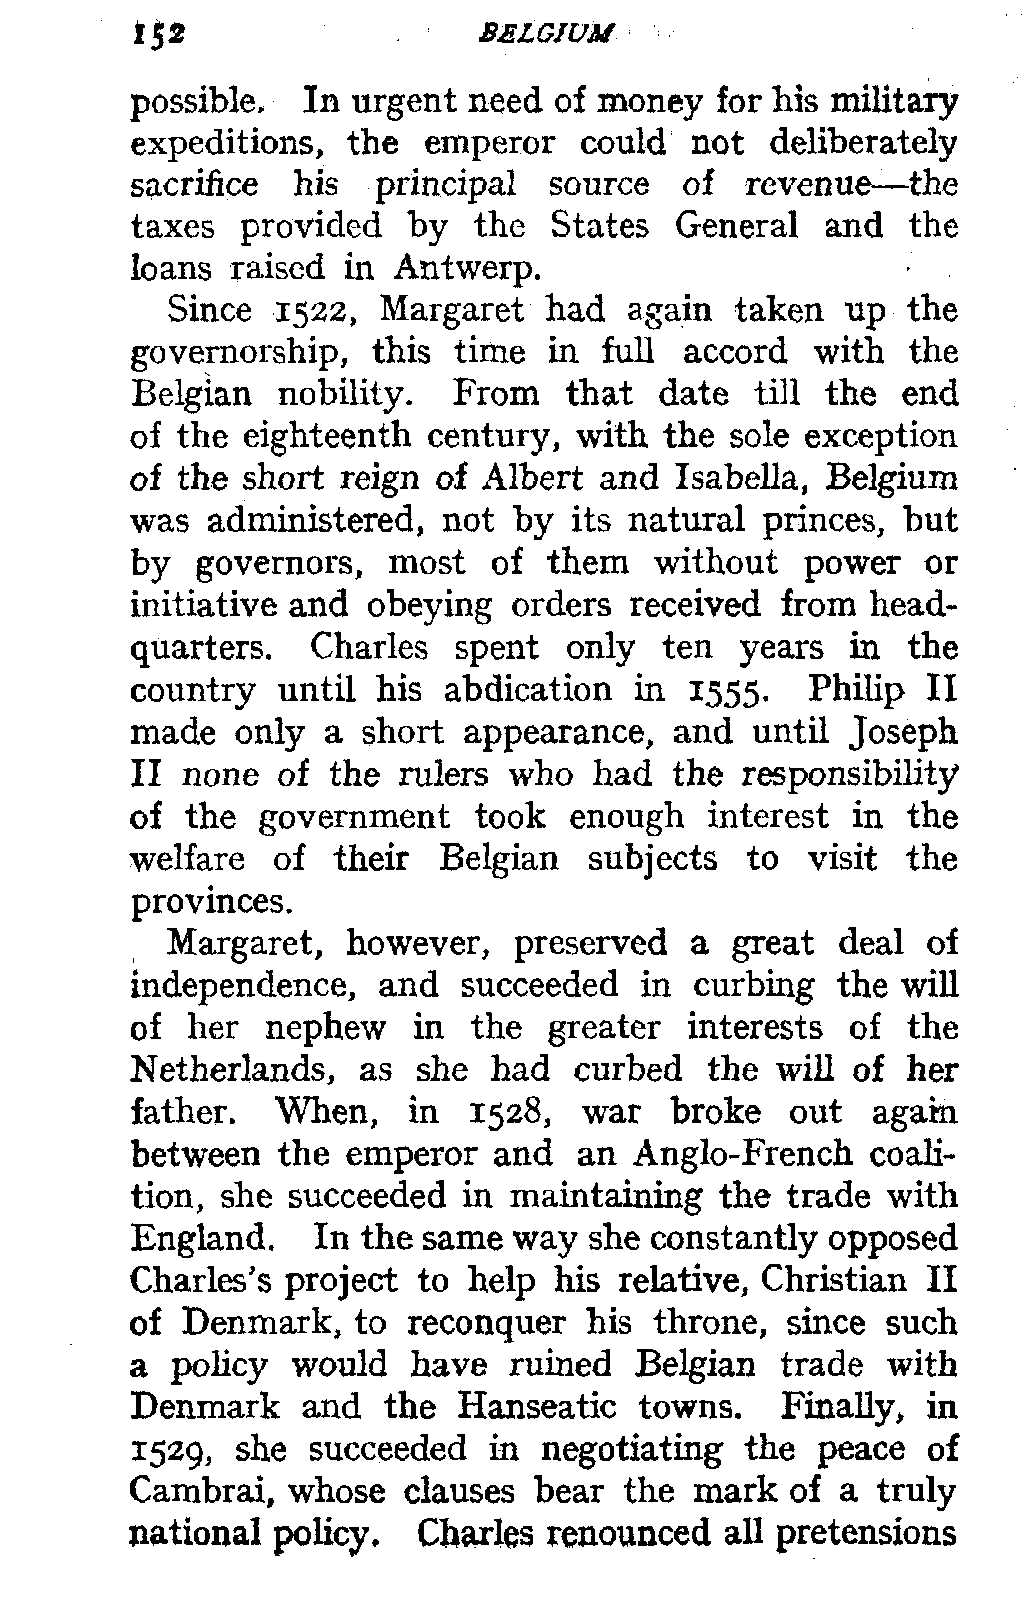 152 BELGIUM
possible. In urgent need of money for his military
expeditions, the emperor could not deliberately
sacrifice his principal source of revenue—the
taxes provided by the States General and the
loans raised in Antwerp.
Since 1522, Margaret had again taken up the
governorship, this time in full accord with the
Belgian nobility. From that date till the end
of the eighteenth century, with the sole exception
of the short reign of Albert and Isabella, Belgium
was administered, not by its natural princes, but
by governors, most of them without power or
initiative and obeying orders received from head-
quarters. Charles spent only ten years in the
country until his abdication in 1555. Philip II
made only a short appearance, and until Joseph
II none of the rulers who had the responsibility
of the government took enough interest in the
welfare of their Belgian subjects to visit the
provinces.
Margaret, however, preserved a great deal of
independence, and succeeded in curbing the will
of her nephew in the greater interests of the
Netherlands, as she had curbed the will of her
father. When, in 1528, war broke out again
between the emperor and an Anglo-French coali-
tion, she succeeded in maintaining the trade with
England. In the same way she constantly opposed
Charles's project to help his relative, Christian II
of Denmark, to reconquer his throne, since such
a policy would have ruined Belgian trade with
Denmark and the Hanseatic towns. Finally, in
1529, she succeeded in negotiating the peace of
Cambrai, whose clauses bear the mark of a truly
national policy. Charles renounced all pretensions